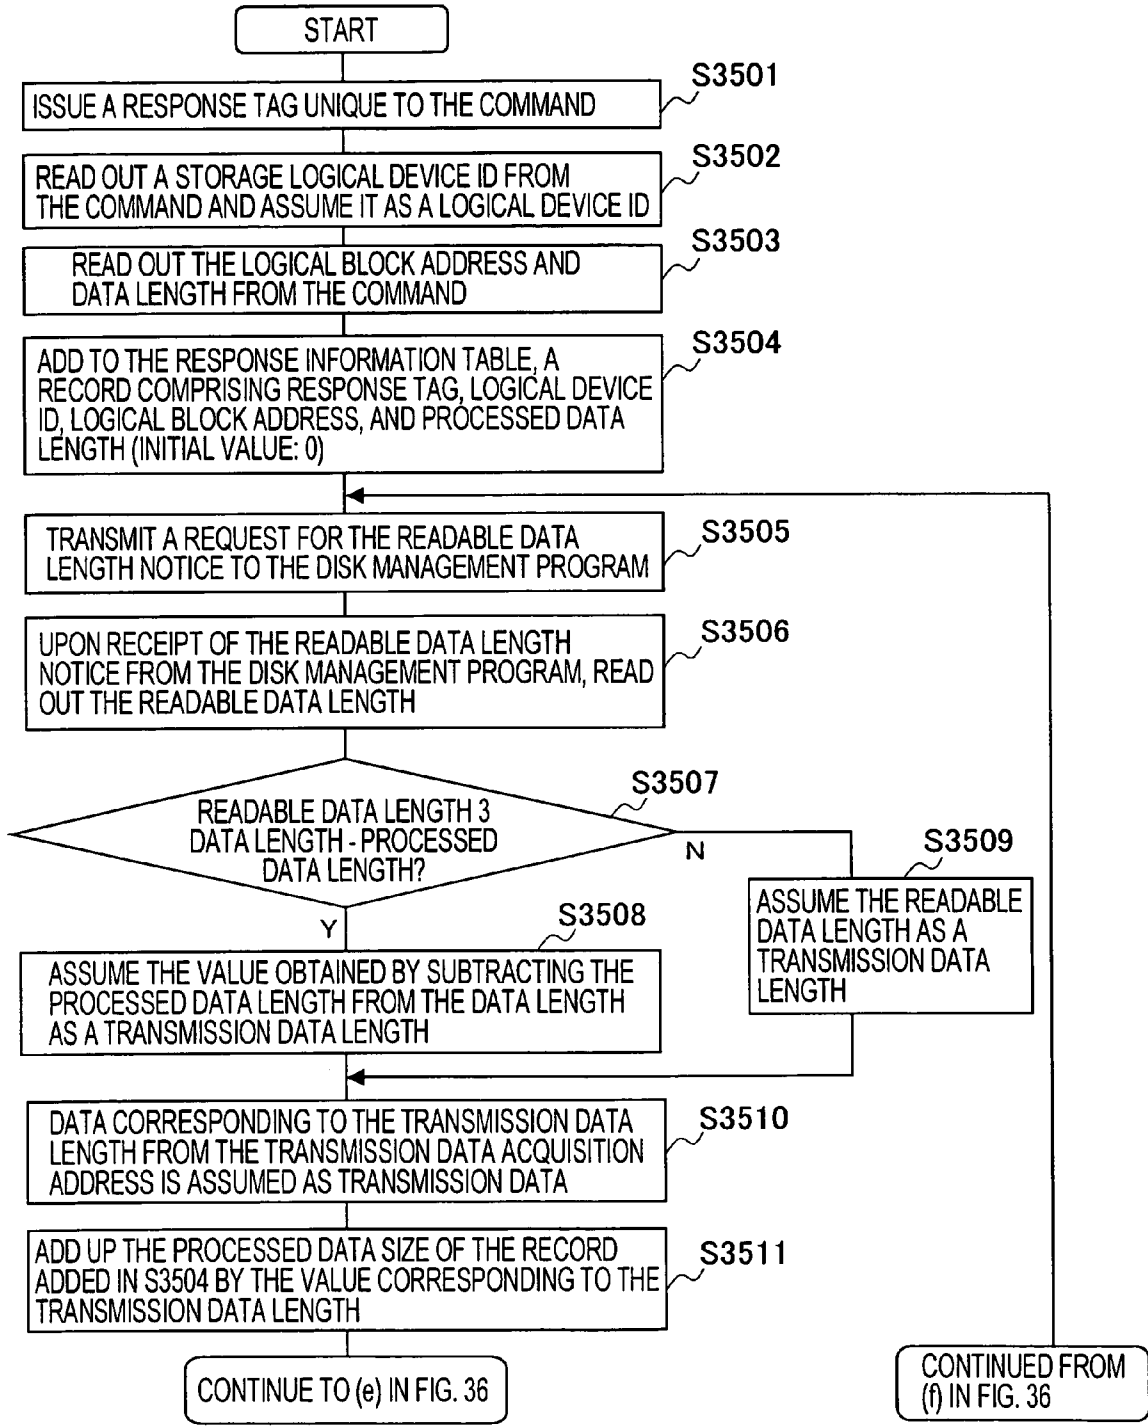 START
S3501
ISSUE A RESPONSE TAG UNIQUE TO THE COMMAND
S3502
READ OUT A STORAGE LOGICAL DEVICE ID FROM
THE COMMAND AND ASSUME IT AS A LOGICAL DEVICE ID
S3503
READ OUT THE LOGICAL BLOCK ADDRESS AND
DATA LENGTH FROM THE COMMAND
S3504
ADD TO THE RESPONSE INFORMATION TABLE, A
RECORD COMPRISING RESPONSE TAG, LOGICAL DEVICE
ID, LOGICAL BLOCK ADDRESS, AND PROCESSED DATA
LENGTH (INITIAL VALUE: 0)
S3505
TRANSMIT A REQUEST FOR THE READABLE DATA
LENGTH NOTICE TO THE DISK MANAGEMENT PROGRAM
S3506
UPON RECEIPT OF THE READABLE DATA LENGTH
NOTICE FROM THE DISK MANAGEMENT PROGRAM, READ
OUT THE READABLE DATA LENGTH
S3507
READABLE DATA LENGTH 3
DATA LENGTH - PROCESSED
DATA LENGTH?
N
Y
S3509
ASSUME THE READABLE
DATA LENGTH AS A
TRANSMISSION DATA
LENGTH
S3508
ASSUME THE VALUE OBTAINED BY SUBTRACTING THE
PROCESSED DATA LENGTH FROM THE DATA LENGTH
AS A TRANSMISSION DATA LENGTH
S3510
DATA CORRESPONDING TO THE TRANSMISSION DATA
LENGTH FROM THE TRANSMISSION DATA ACQUISITION
ADDRESS IS ASSUMED AS TRANSMISSION DATA
S3511
ADD UP THE PROCESSED DATA SIZE OF THE RECORD
ADDED IN S3504 BY THE VALUE CORRESPONDING TO THE
TRANSMISSION DATA LENGTH
CONTINUE TO (e) IN FIG. 36
CONTINUED FROM
(f) IN FIG. 36